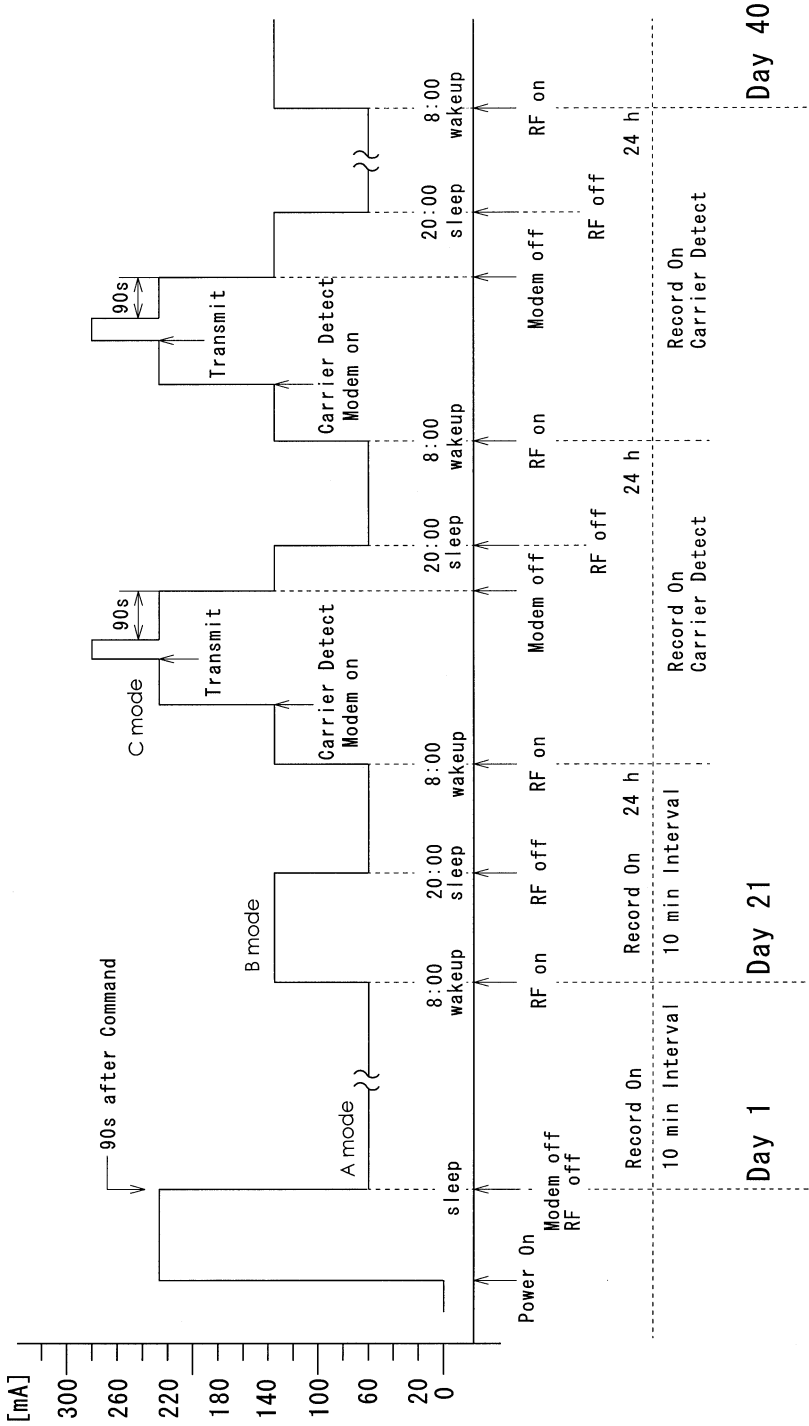 [mA]
300
260
220
180
140
100
60
20
0
90s after Command
C mode
B mode
A mode
90s
90s
Transmit
Transmit
Carrier Detect
Modem on
Carrier Detect
Modem on
sleep
8:00
wakeup
20:00
sleep
8:00
wakeup
20:00
sleep
8:00
wakeup
20:00
sleep
8:00
wakeup
Power On
Modem off
RF off
RF on
RF off
RF on
Modem off
RF off
RF on
Modem off
RF off
RF on
Record On
10 min Interval
Record On
24 h
10 min Interval
24 h
Record On
Carrier Detect
24 h
Record On
Carrier Detect
Day 1
Day 21
Day 40